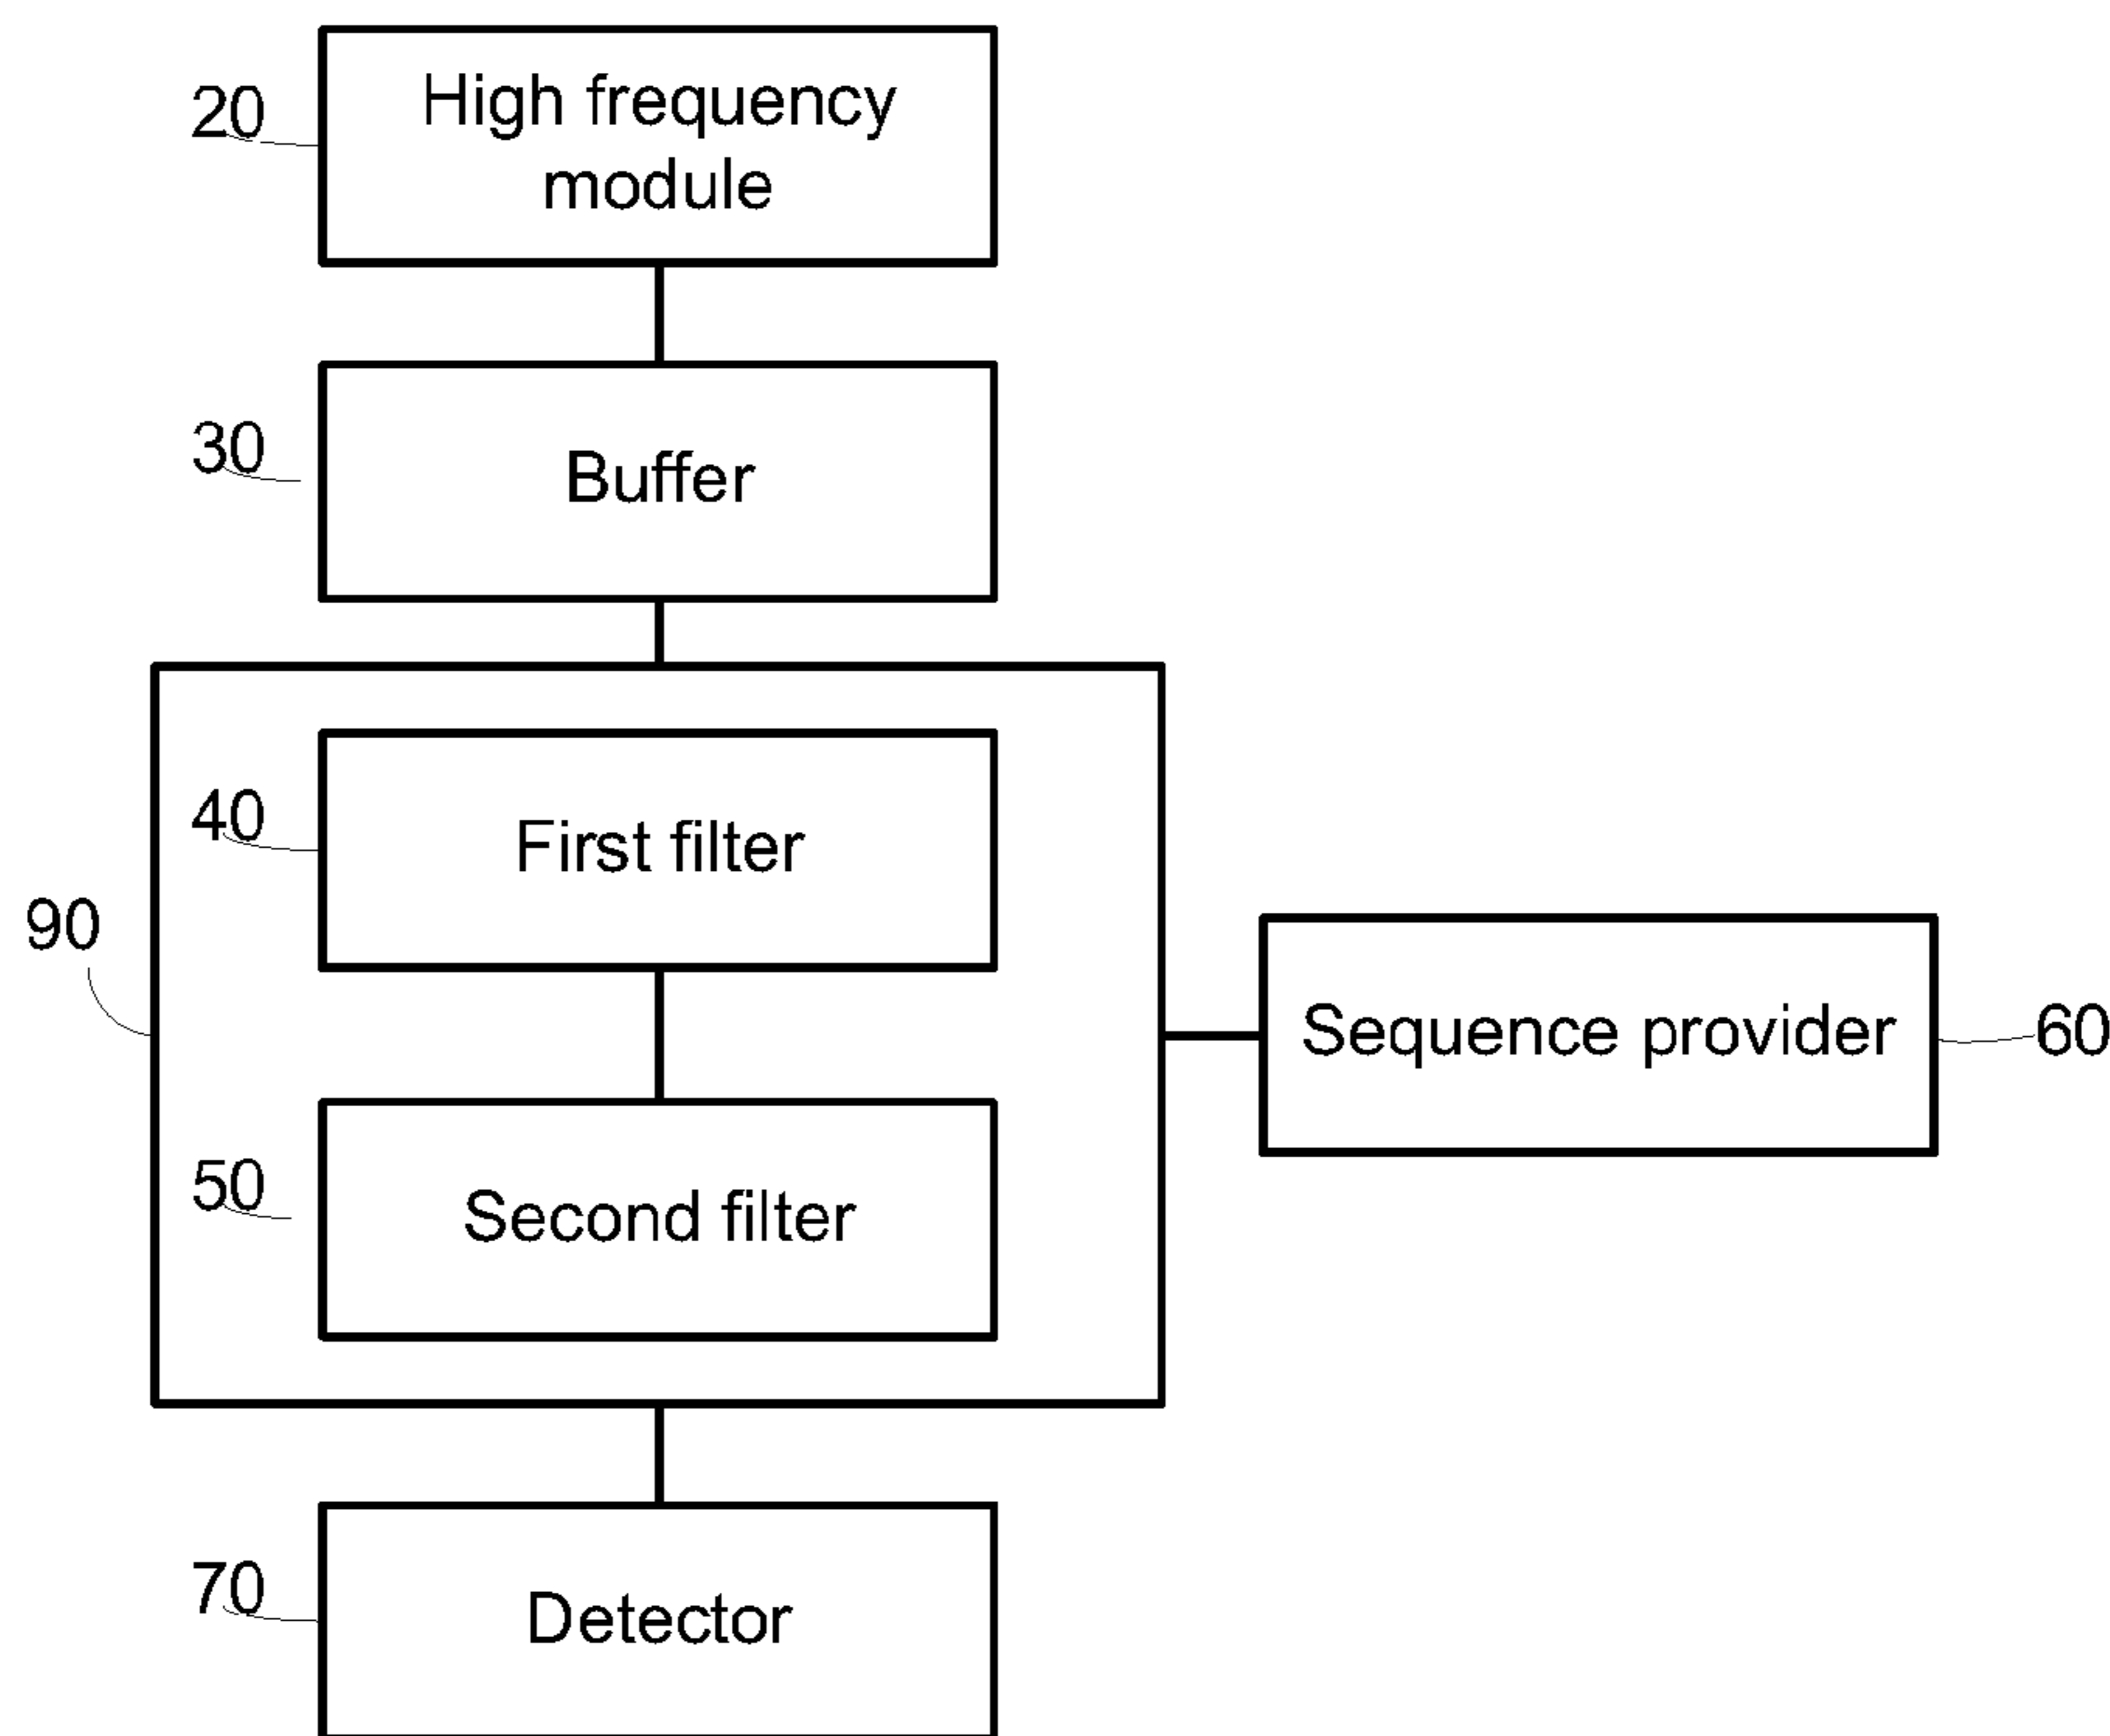 20
High frequency
module
30
Buffer
40
First filter
90
Sequence provider
60
50
Second filter
70
Detector